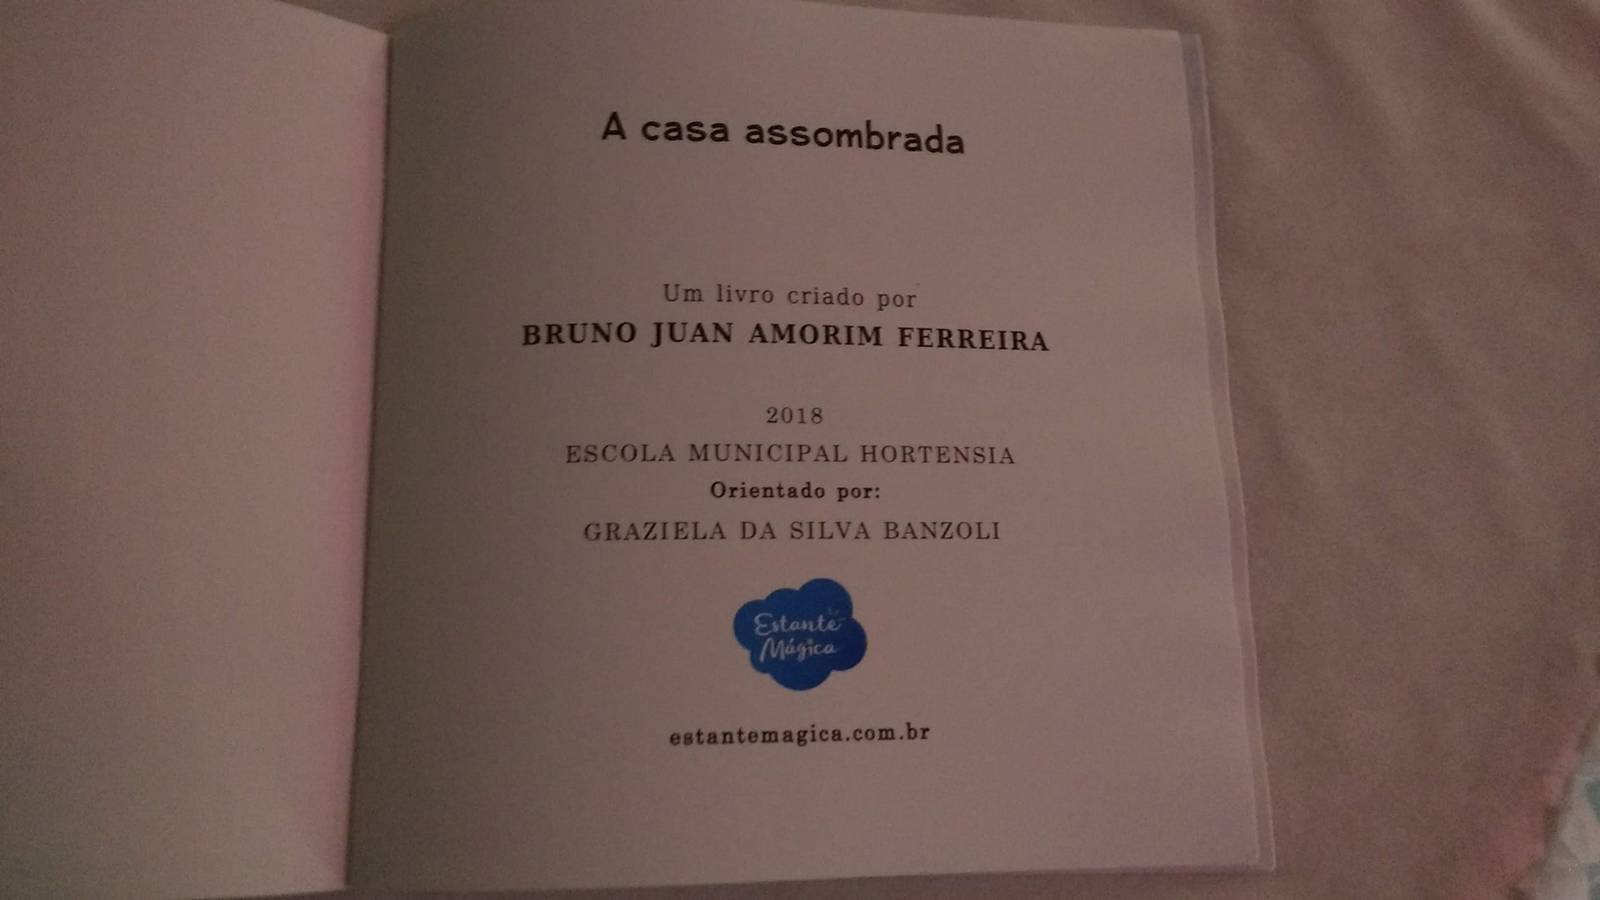 A casa assombrada
Um livro criado por
BRUNO JUAN AMORIM FERREIRA
2018
ESCOLA MUNICIPAL HORTENSIA
Orientado por:
GRAZIELA DA SILVA BANZOLI
Estante
Mágica
estantemagica.com.br